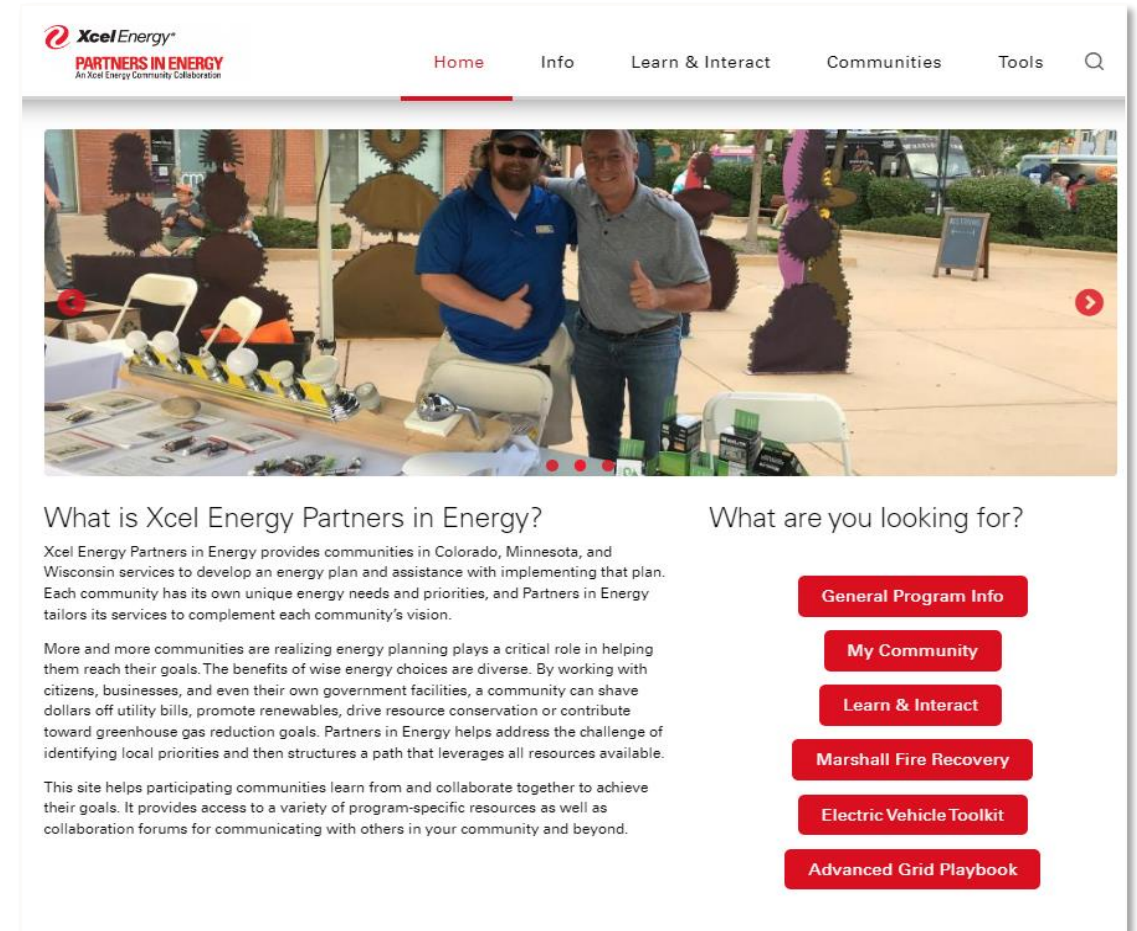 Xcel Energy®
PARTNERS IN ENERGY
An Xcel Energy Community Collaboration
Home Info Learn & Interact Communities Tools
What is Xcel Energy Partners in Energy?
Xcel Energy Partners in Energy provides communities in Colorado, Minnesota, and
Wisconsin services to develop an energy plan and assistance with implementing that plan.
Each community has its own unique energy needs and priorities, and Partners in Energy
tailors its services to complement each community's vision.
More and more communities are realizing energy planning plays a critical role in helping
them reach their goals. The benefits of wise energy choices are diverse. By working with
citizens, businesses, and even their own government facilities, a community can shave
dollars off utility bills, promote renewables, drive resource conservation or contribute
toward greenhouse gas reduction goals. Partners in Energy helps address the challenge of
identifying local priorities and then structures a path that leverages all resources available.
This site helps participating communities learn from and collaborate together to achieve
their goals. It provides access to a variety of program-specific resources as well as
collaboration forums for communicating with others in your community and beyond.
What are you looking for?
General Program Info
My Community
Learn & Interact
Marshall Fire Recovery
Electric Vehicle Toolkit
Advanced Grid Playbook